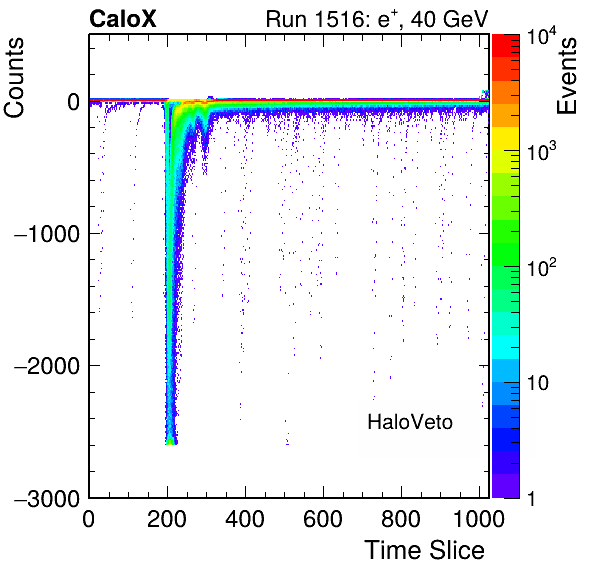 CaloX Run 1516: e⁺, 40 GeV
Counts
0
−1000
−2000
−3000
0 200 400 600 800 1000
Time Slice
HaloVeto
Events
10⁴
10³
10²
10
1